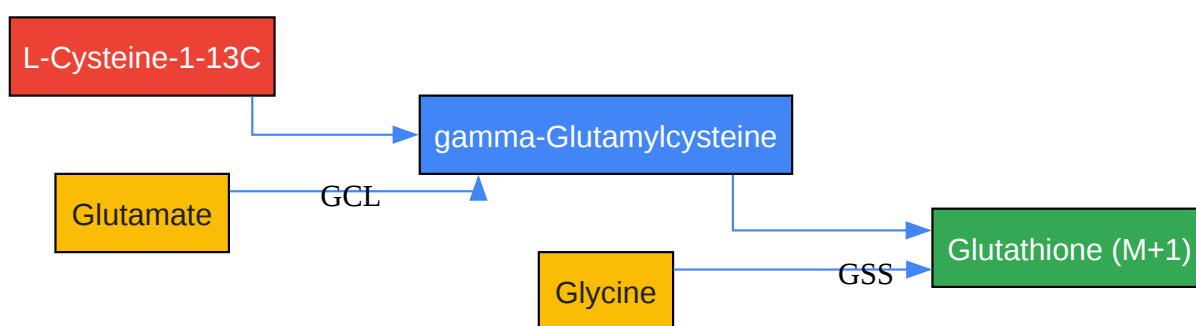 L-Cysteine-1-13C
gamma-Glutamylcysteine
Glutamate
GCL
Glutathione (M+1)
Glycine
GSS